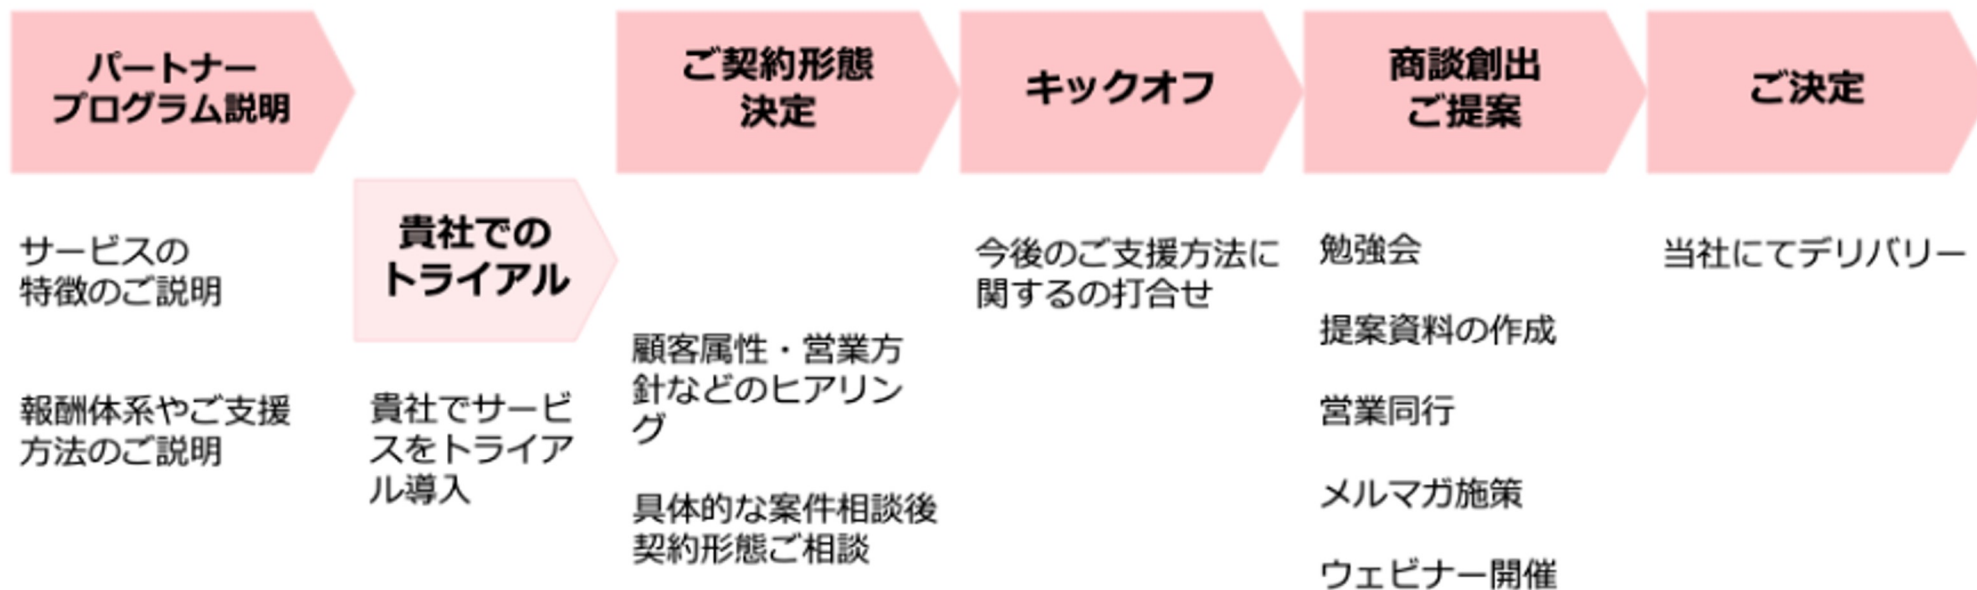 パートナー
プログラム説明
サービスの
特徴のご説明
報酬体系やご支援
方法のご説明
貴社での
トライアル
貴社でサービ
スをトライア
ル導入
ご契約形態
決定
顧客属性・営業方
針などのヒアリン
グ
具体的な案件相談後
契約形態ご相談
キックオフ
今後のご支援方法に
関するの打合せ
商談創出
ご提案
勉強会
提案資料の作成
営業同行
メルマガ施策
ウェビナー開催
ご決定
当社にてデリバリー